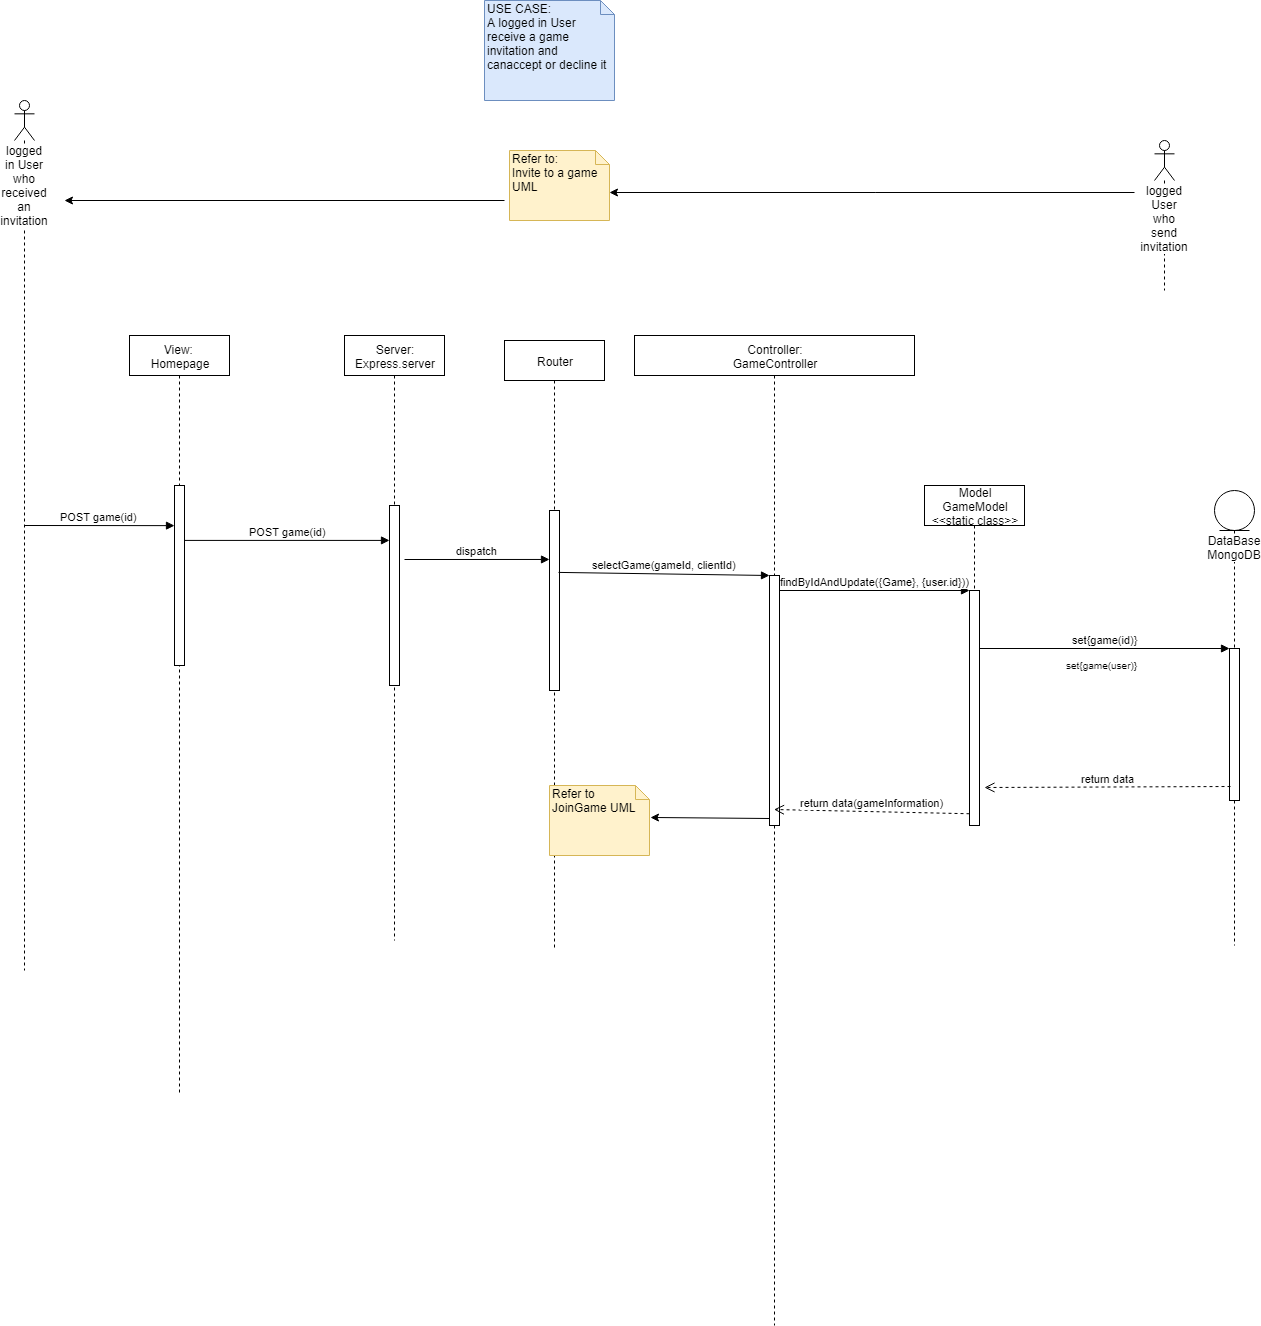 USE CASE:
A logged in User
receive a game
invitation and
canaccept or decline it
logged
in User
who
received
an
invitation
Refer to:
Invite to a game
UML
logged
User
who
send
invitation
View:
Homepage
Server:
Express.server
Router
Controller:
GameController
Model
GameModel
<<static class>>
DataBase
MongoDB
POST game(id)
POST game(id)
dispatch
selectGame(gameId, clientId)
findByIdAndUpdate({Game}, {user.id}))
set{game(id)}
set{game(user)}
return data
return data(gameInformation)
Refer to
JoinGame UML